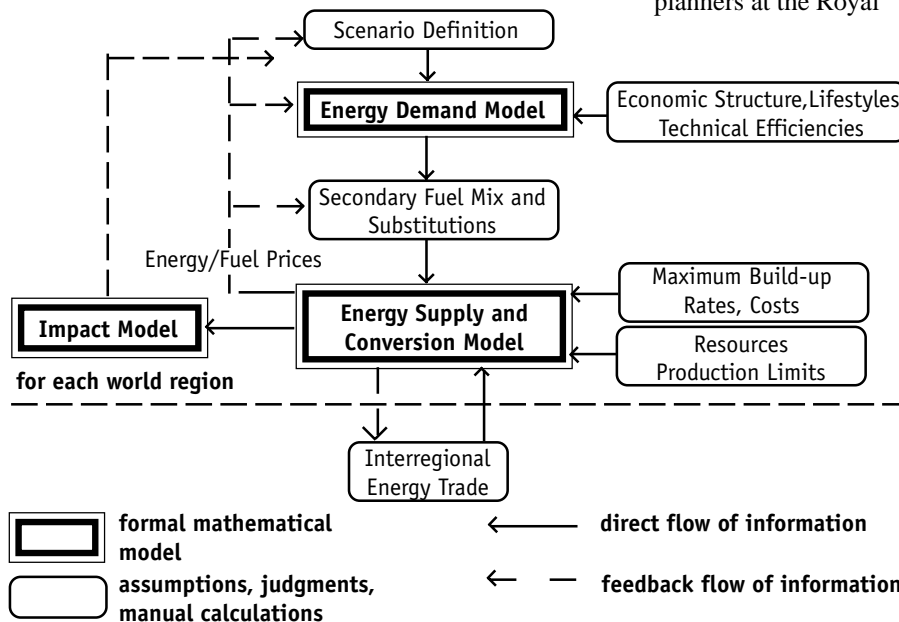 planners at the Royal
Scenario Definition
Energy Demand Model
Economic Structure,Lifestyles
Technical Efficiencies
Secondary Fuel Mix and
Substitutions
Energy/Fuel Prices
Maximum Build-up
Rates, Costs
Energy Supply and
Conversion Model
Impact Model
Resources
Production Limits
for each world region
Interregional
Energy Trade
formal mathematical
model
direct flow of information
assumptions, judgments,
manual calculations
feedback flow of information